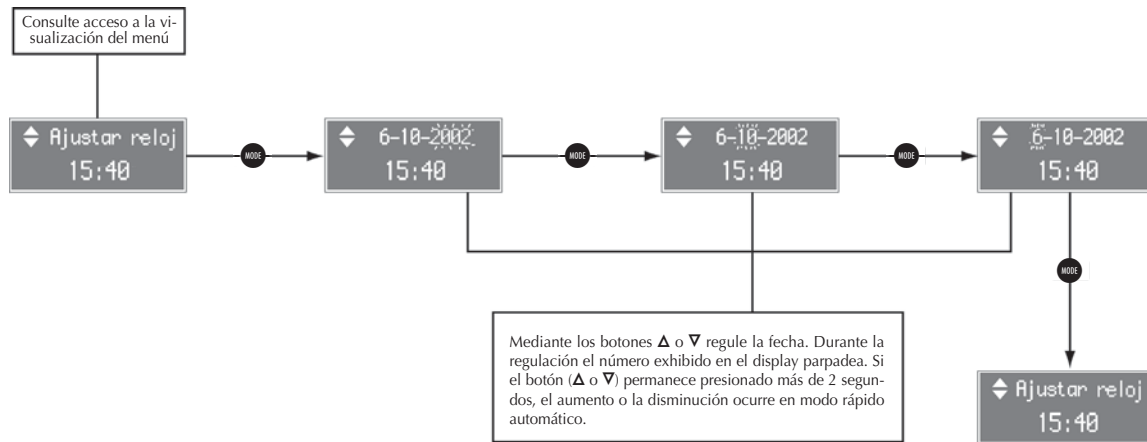 Consulte acceso a la vi-
sualización del menú
Ajustar reloj
15:40
MODE
6-10-2002
15:40
MODE
6-10-2002
15:40
MODE
6-10-2002
15:40
MODE
Mediante los botones Δ o ∇ regule la fecha. Durante la
regulación el número exhibido en el display parpadea. Si
el botón (Δ o ∇) permanece presionado más de 2 segun-
dos, el aumento o la disminución ocurre en modo rápido
automático.
Ajustar reloj
15:40